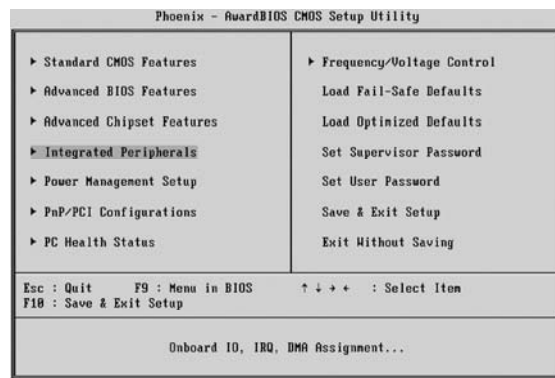 Phoenix - AwardBIOS CMOS Setup Utility
▶ Standard CMOS Features
▶ Advanced BIOS Features
▶ Advanced Chipset Features
▶ Integrated Peripherals
▶ Power Management Setup
▶ PnP/PCI Configurations
▶ PC Health Status
▶ Frequency/Voltage Control
Load Fail-Safe Defaults
Load Optimized Defaults
Set Supervisor Password
Set User Password
Save & Exit Setup
Exit Without Saving
Esc : Quit F9 : Menu in BIOS ↑ ↓ → ← : Select Item
F10 : Save & Exit Setup
Onboard IO, IRQ, DMA Assignment...